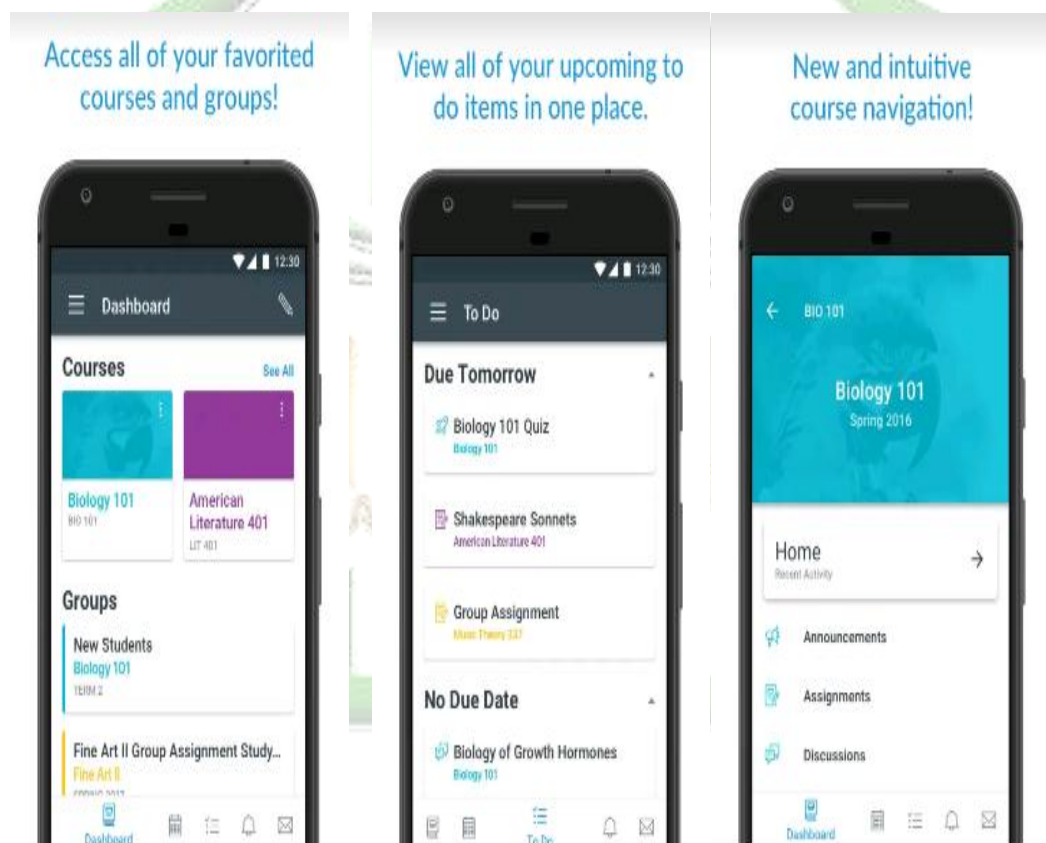 Access all of your favorited
courses and groups!
12:30
Dashboard
Courses
See All
Biology 101
BIO 101
American
Literature 401
LIT 401
Groups
New Students
Biology 101
TERM 2
Fine Art II Group Assignment Study...
Fine Art II
SPRING 2017
Dashboard
View all of your upcoming to
do items in one place.
12:30
To Do
Due Tomorrow
Biology 101 Quiz
Biology 101
Shakespeare Sonnets
American Literature 401
Group Assignment
Music Theory 337
No Due Date
Biology of Growth Hormones
Biology 101
To Do
New and intuitive
course navigation!
BIO 101
Biology 101
Spring 2016
Home
Recent Activity
Announcements
Assignments
Discussions
Dashboard